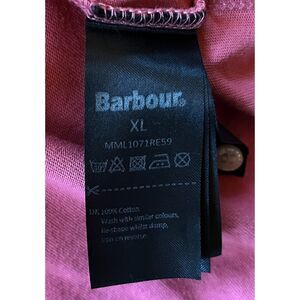 Barbour.
XL
MML1071RE59
UK 100% Cotton.
Wash with similar colours,
Re-shape whilst damp,
Iron on reverse.